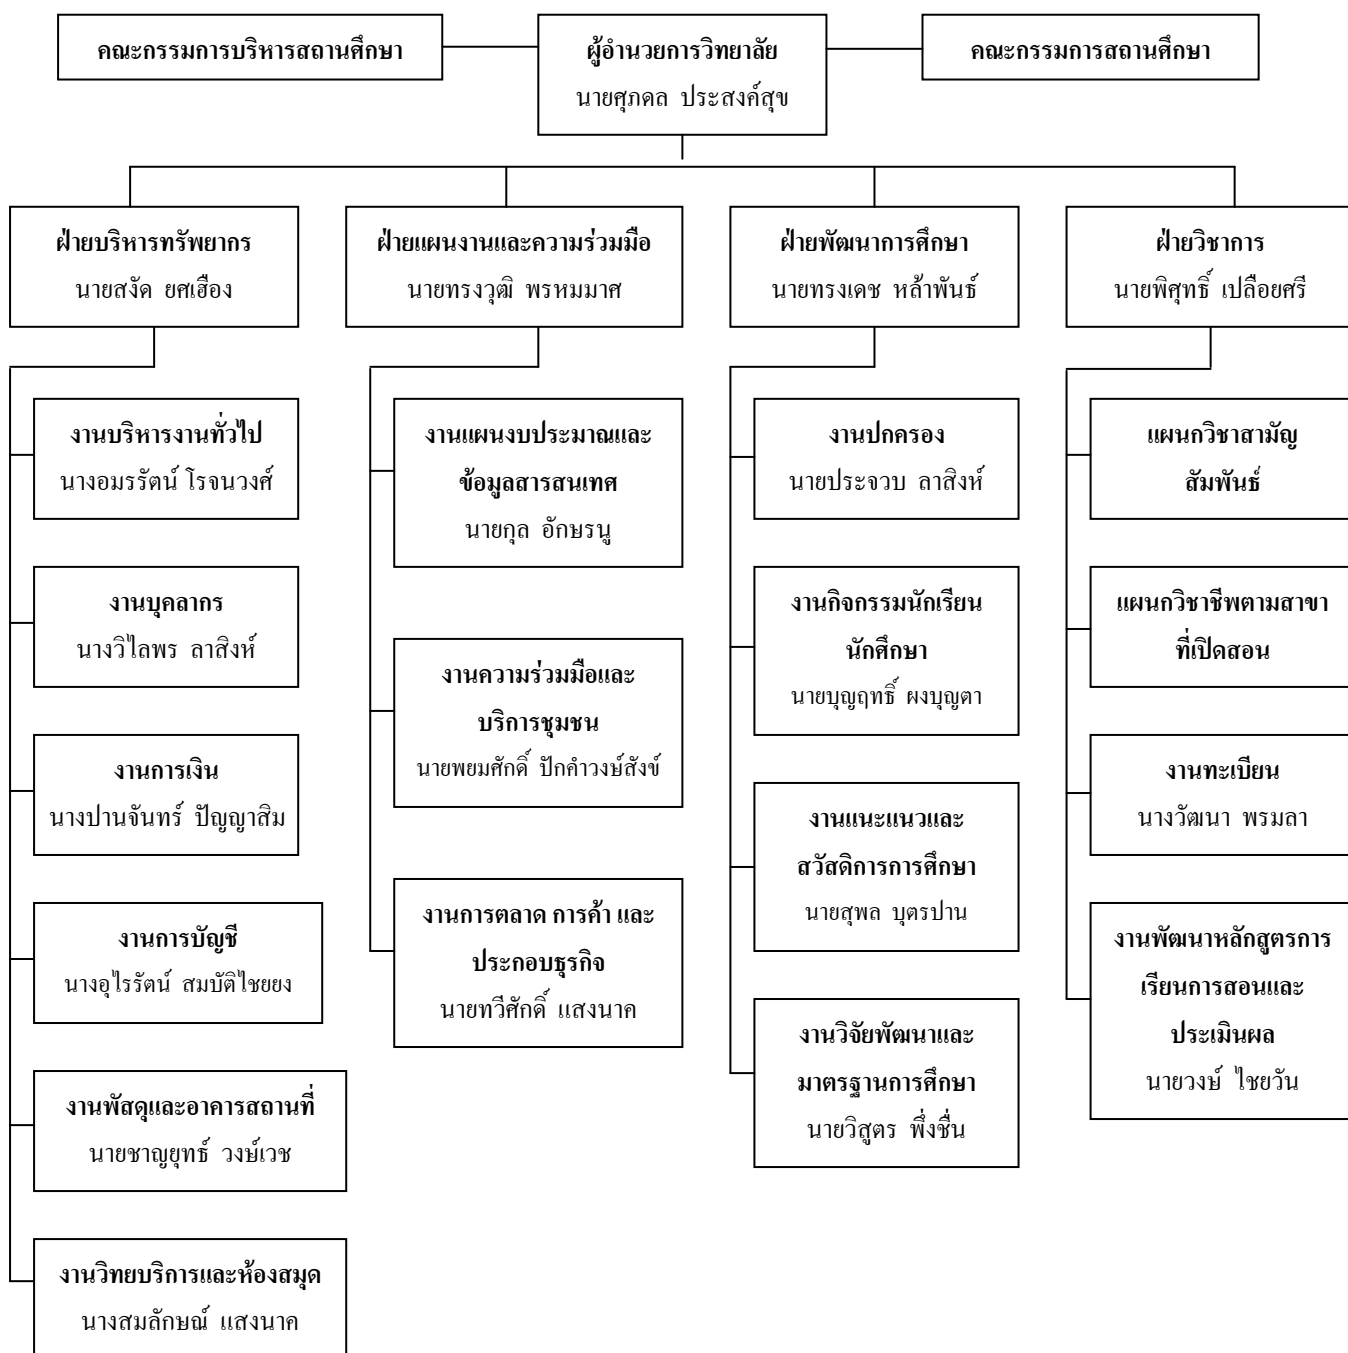 คณะกรรมการบริหารสถานศึกษา
ผู้อำนวยการวิทยาลัย
นายศุภดล ประสงค์สุข
คณะกรรมการสถานศึกษา
ฝ่ายบริหารทรัพยากร
นายสงัด ยศเฮือง
ฝ่ายแผนงานและความร่วมมือ
นายทรงวุฒิ พรหมมาศ
ฝ่ายพัฒนาการศึกษา
นายทรงเดช หล้าพันธ์
ฝ่ายวิชาการ
นายพิศุทธิ์ เปลือยศรี
งานบริหารงานทั่วไป
นางอมรรัตน์ โรจนวงศ์
งานบุคลากร
นางวิไลพร ลาสิงห์
งานการเงิน
นางปานจันทร์ ปัญญาสิม
งานการบัญชี
นางอุไรรัตน์ สมบัติไชยยง
งานพัสดุและอาคารสถานที่
นายชาญยุทธ์ วงษ์เวช
งานวิทยบริการและห้องสมุด
นางสมลักษณ์ แสงนาค
งานแผนงบประมาณและ
ข้อมูลสารสนเทศ
นายกุล อักษรนู
งานความร่วมมือและ
บริการชุมชน
นายพยมศักดิ์ ปักคำวงษ์สังข์
งานการตลาด การค้า และ
ประกอบธุรกิจ
นายทวีศักดิ์ แสงนาค
งานปกครอง
นายประจวบ ลาสิงห์
งานกิจกรรมนักเรียน
นักศึกษา
นายบุญฤทธิ์ ผงบุญตา
งานแนะแนวและ
สวัสดิการการศึกษา
นายสุพล บุตรปาน
งานวิจัยพัฒนาและ
มาตรฐานการศึกษา
นายวิสูตร พึ่งชื่น
แผนกวิชาสามัญ
สัมพันธ์
แผนกวิชาชีพตามสาขา
ที่เปิดสอน
งานทะเบียน
นางวัฒนา พรมลา
งานพัฒนาหลักสูตรการ
เรียนการสอนและ
ประเมินผล
นายวงษ์ ไชยวัน